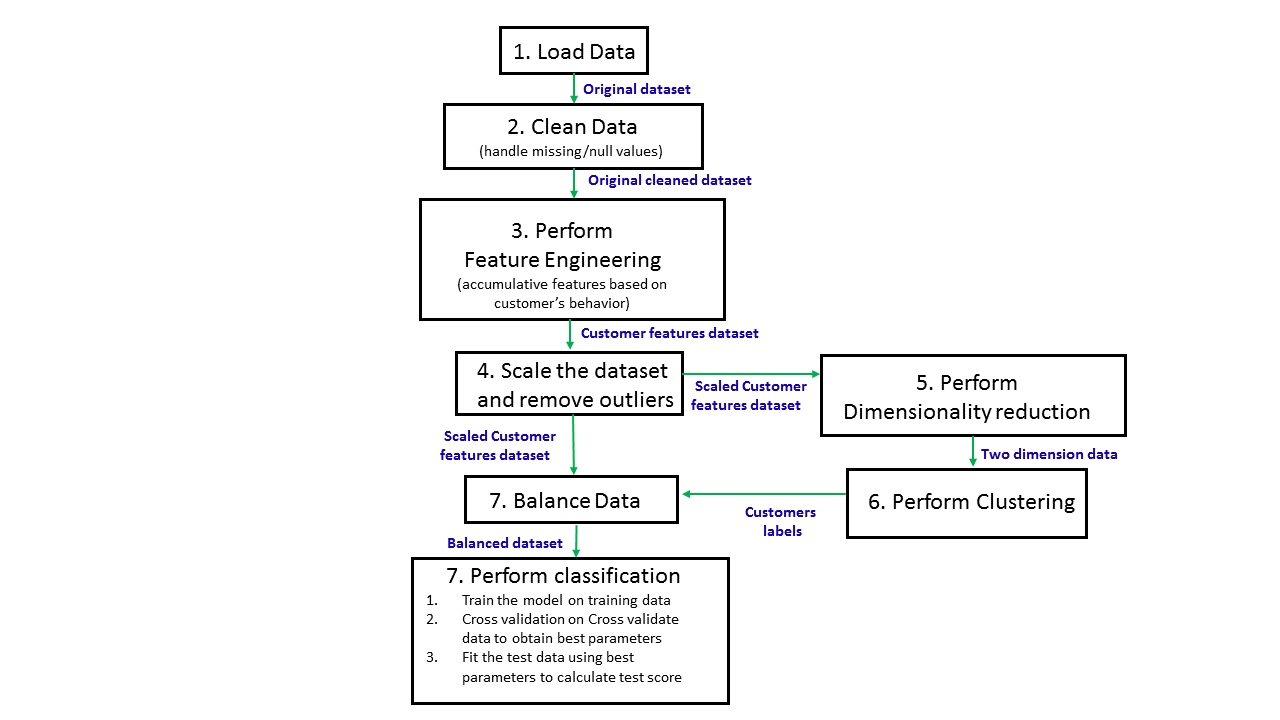 1. Load Data
Original dataset
2. Clean Data
(handle missing/null values)
Original cleaned dataset
3. Perform
Feature Engineering
(accumulative features based on
customer’s behavior)
Customer features dataset
4. Scale the dataset
and remove outliers
Scaled Customer
features dataset
5. Perform
Dimensionality reduction
Two dimension data
6. Perform Clustering
Customers
labels
Scaled Customer
features dataset
7. Balance Data
Balanced dataset
7. Perform classification
1. Train the model on training data
2. Cross validation on Cross validate
data to obtain best parameters
3. Fit the test data using best
parameters to calculate test score